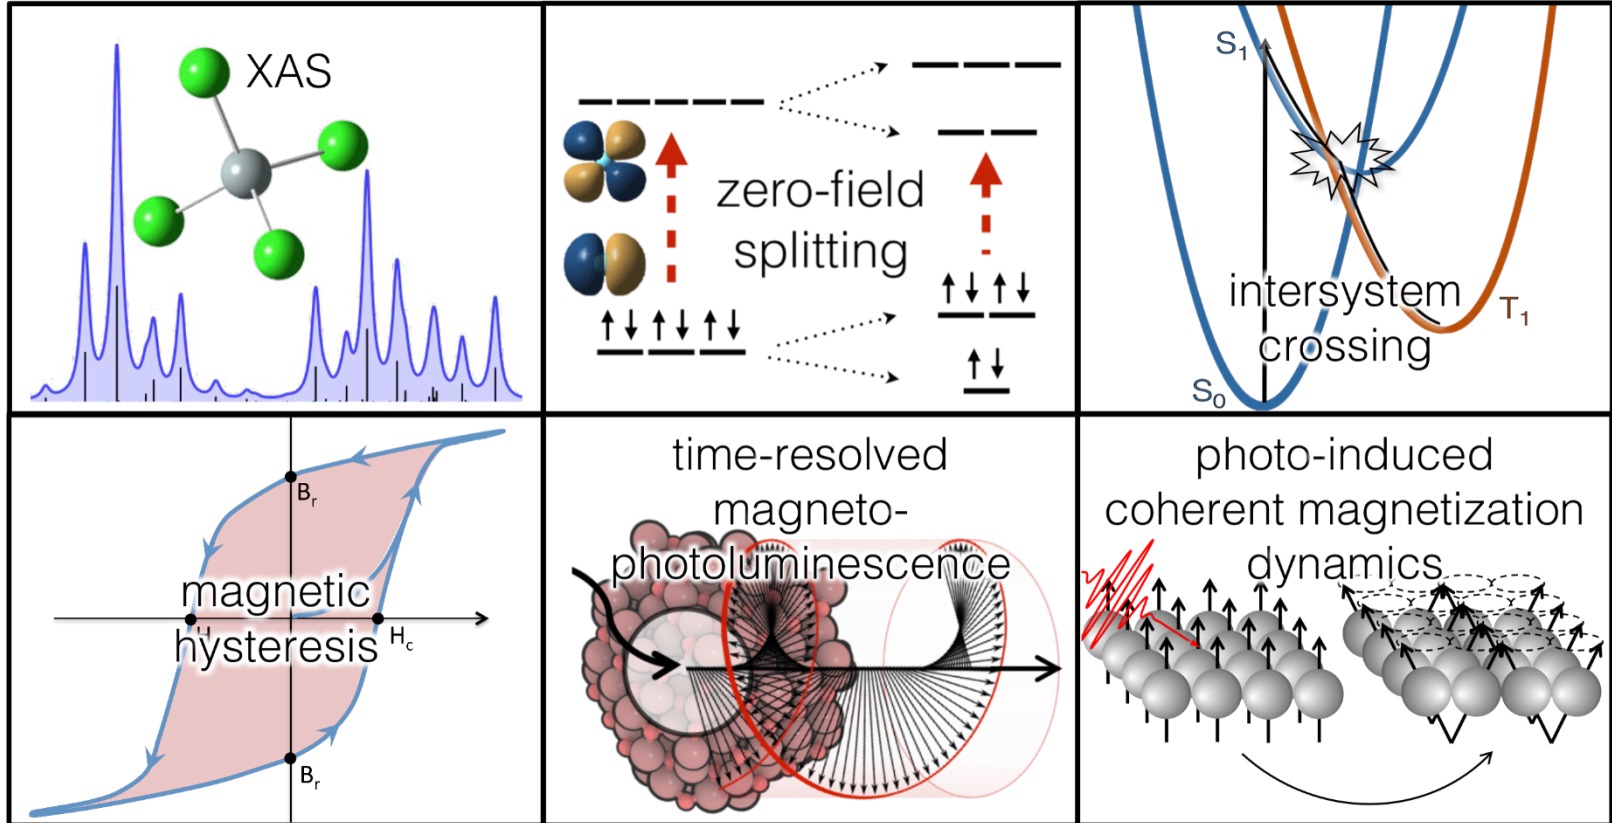 XAS
zero-field
splitting
S₁
intersystem
crossing
T₁
S₀
Bᵣ
magnetic
hysteresis
H꜀
Bᵣ
time-resolved
magneto-
photoluminescence
photo-induced
coherent magnetization
dynamics